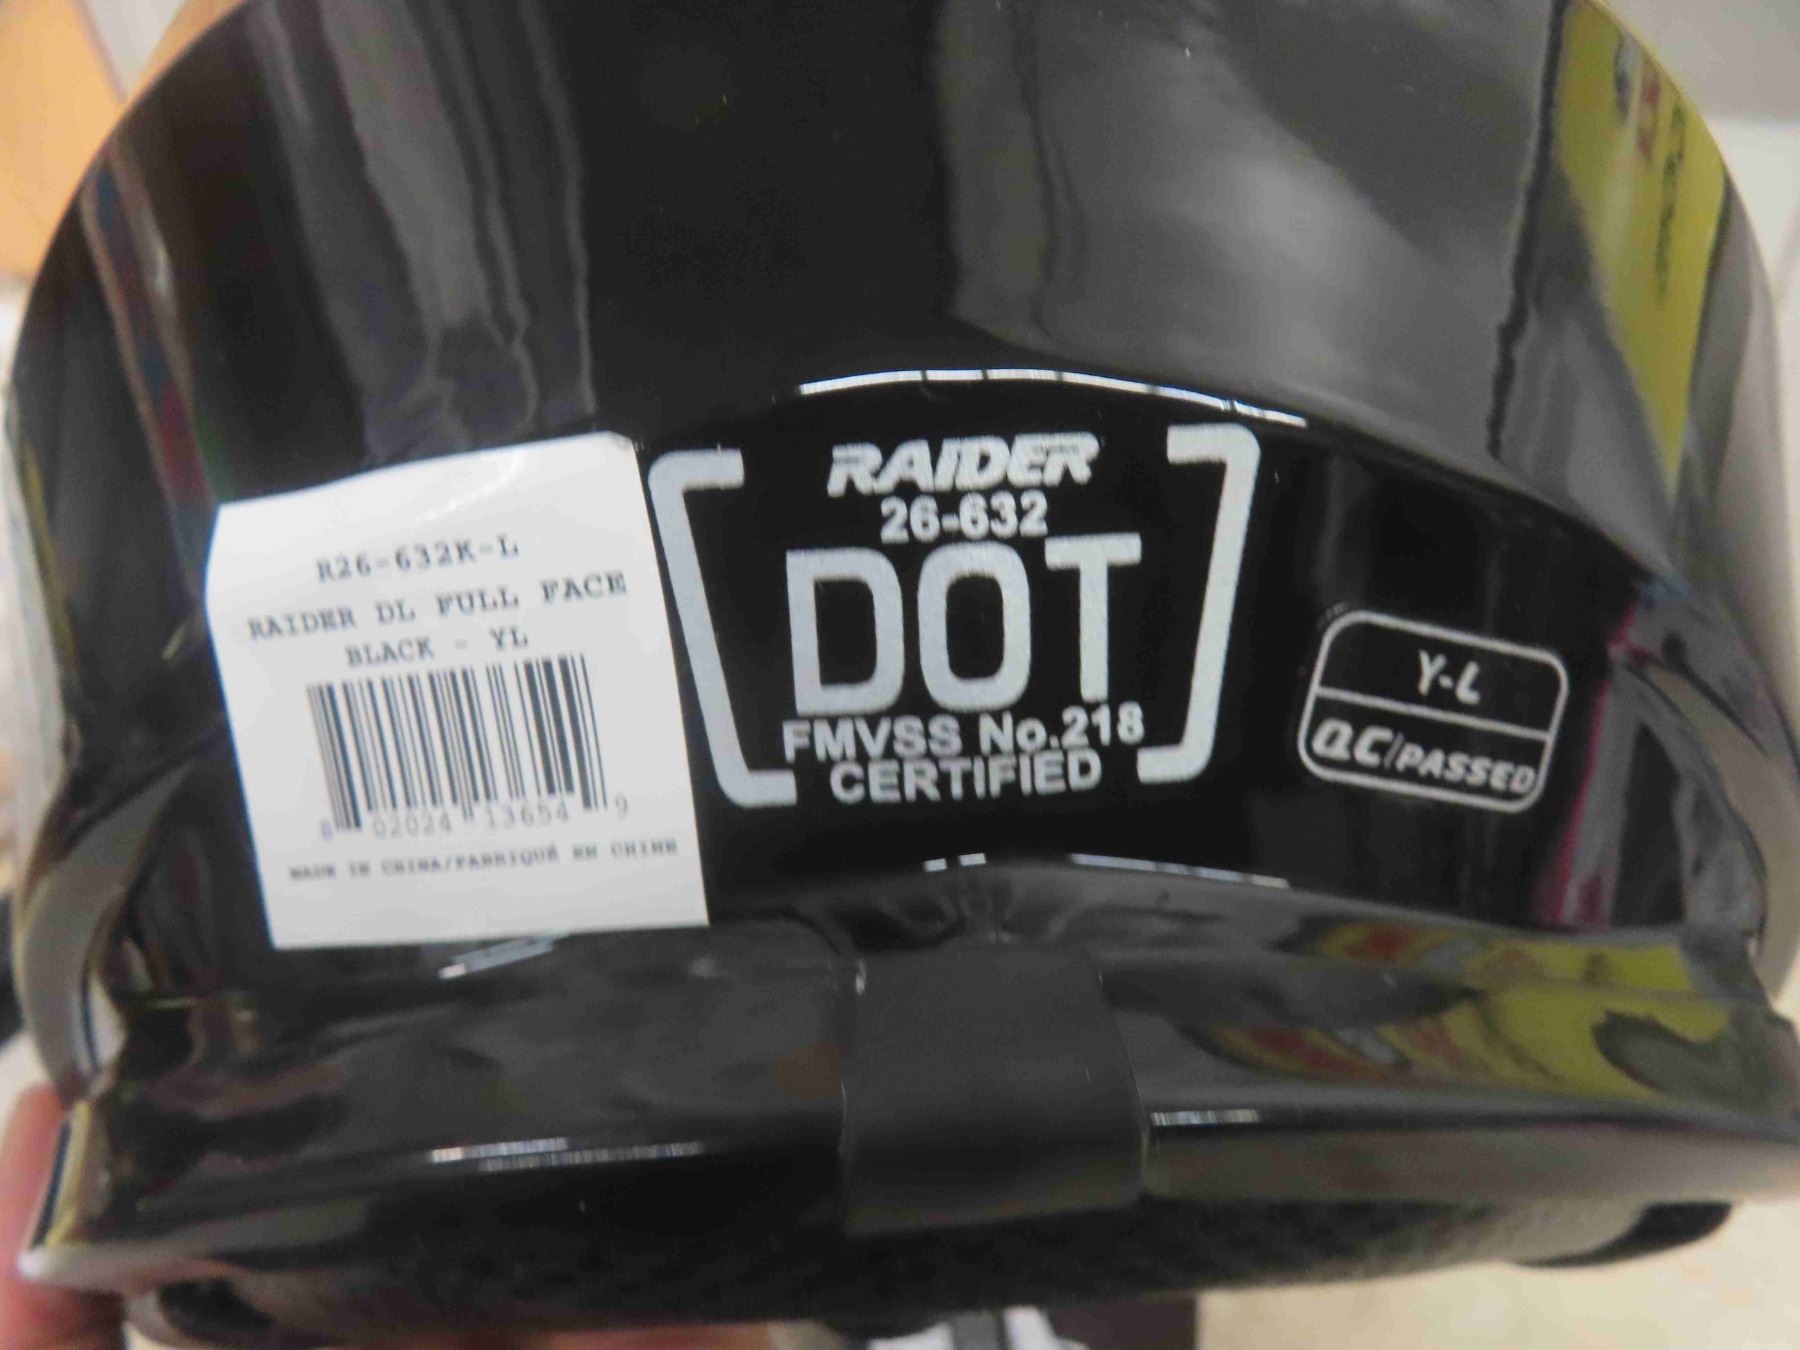 R26-632K-L
RAIDER DL FULL FACE
BLACK - YL
8 02024 13654 9
MADE IN CHINA/FABRIQUÉ EN CHINE
RAIDER
26-632
DOT
FMVSS No.218
CERTIFIED
Y-L
QC/PASSED